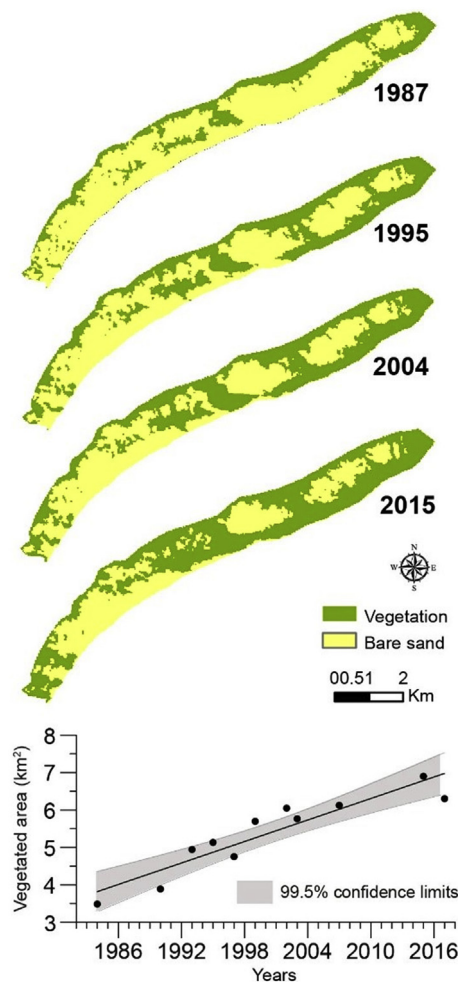 1987
1995
2004
2015
N
W E
S
Vegetation
Bare sand
00.51 2
Km
8
7
6
5
4
3
Vegetated area (km²)
99.5% confidence limits
1986 1992 1998 2004 2010 2016
Years